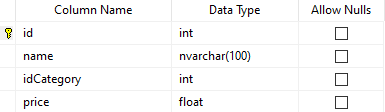 Column Name Data Type Allow Nulls
id int
name nvarchar(100)
idCategory int
price float